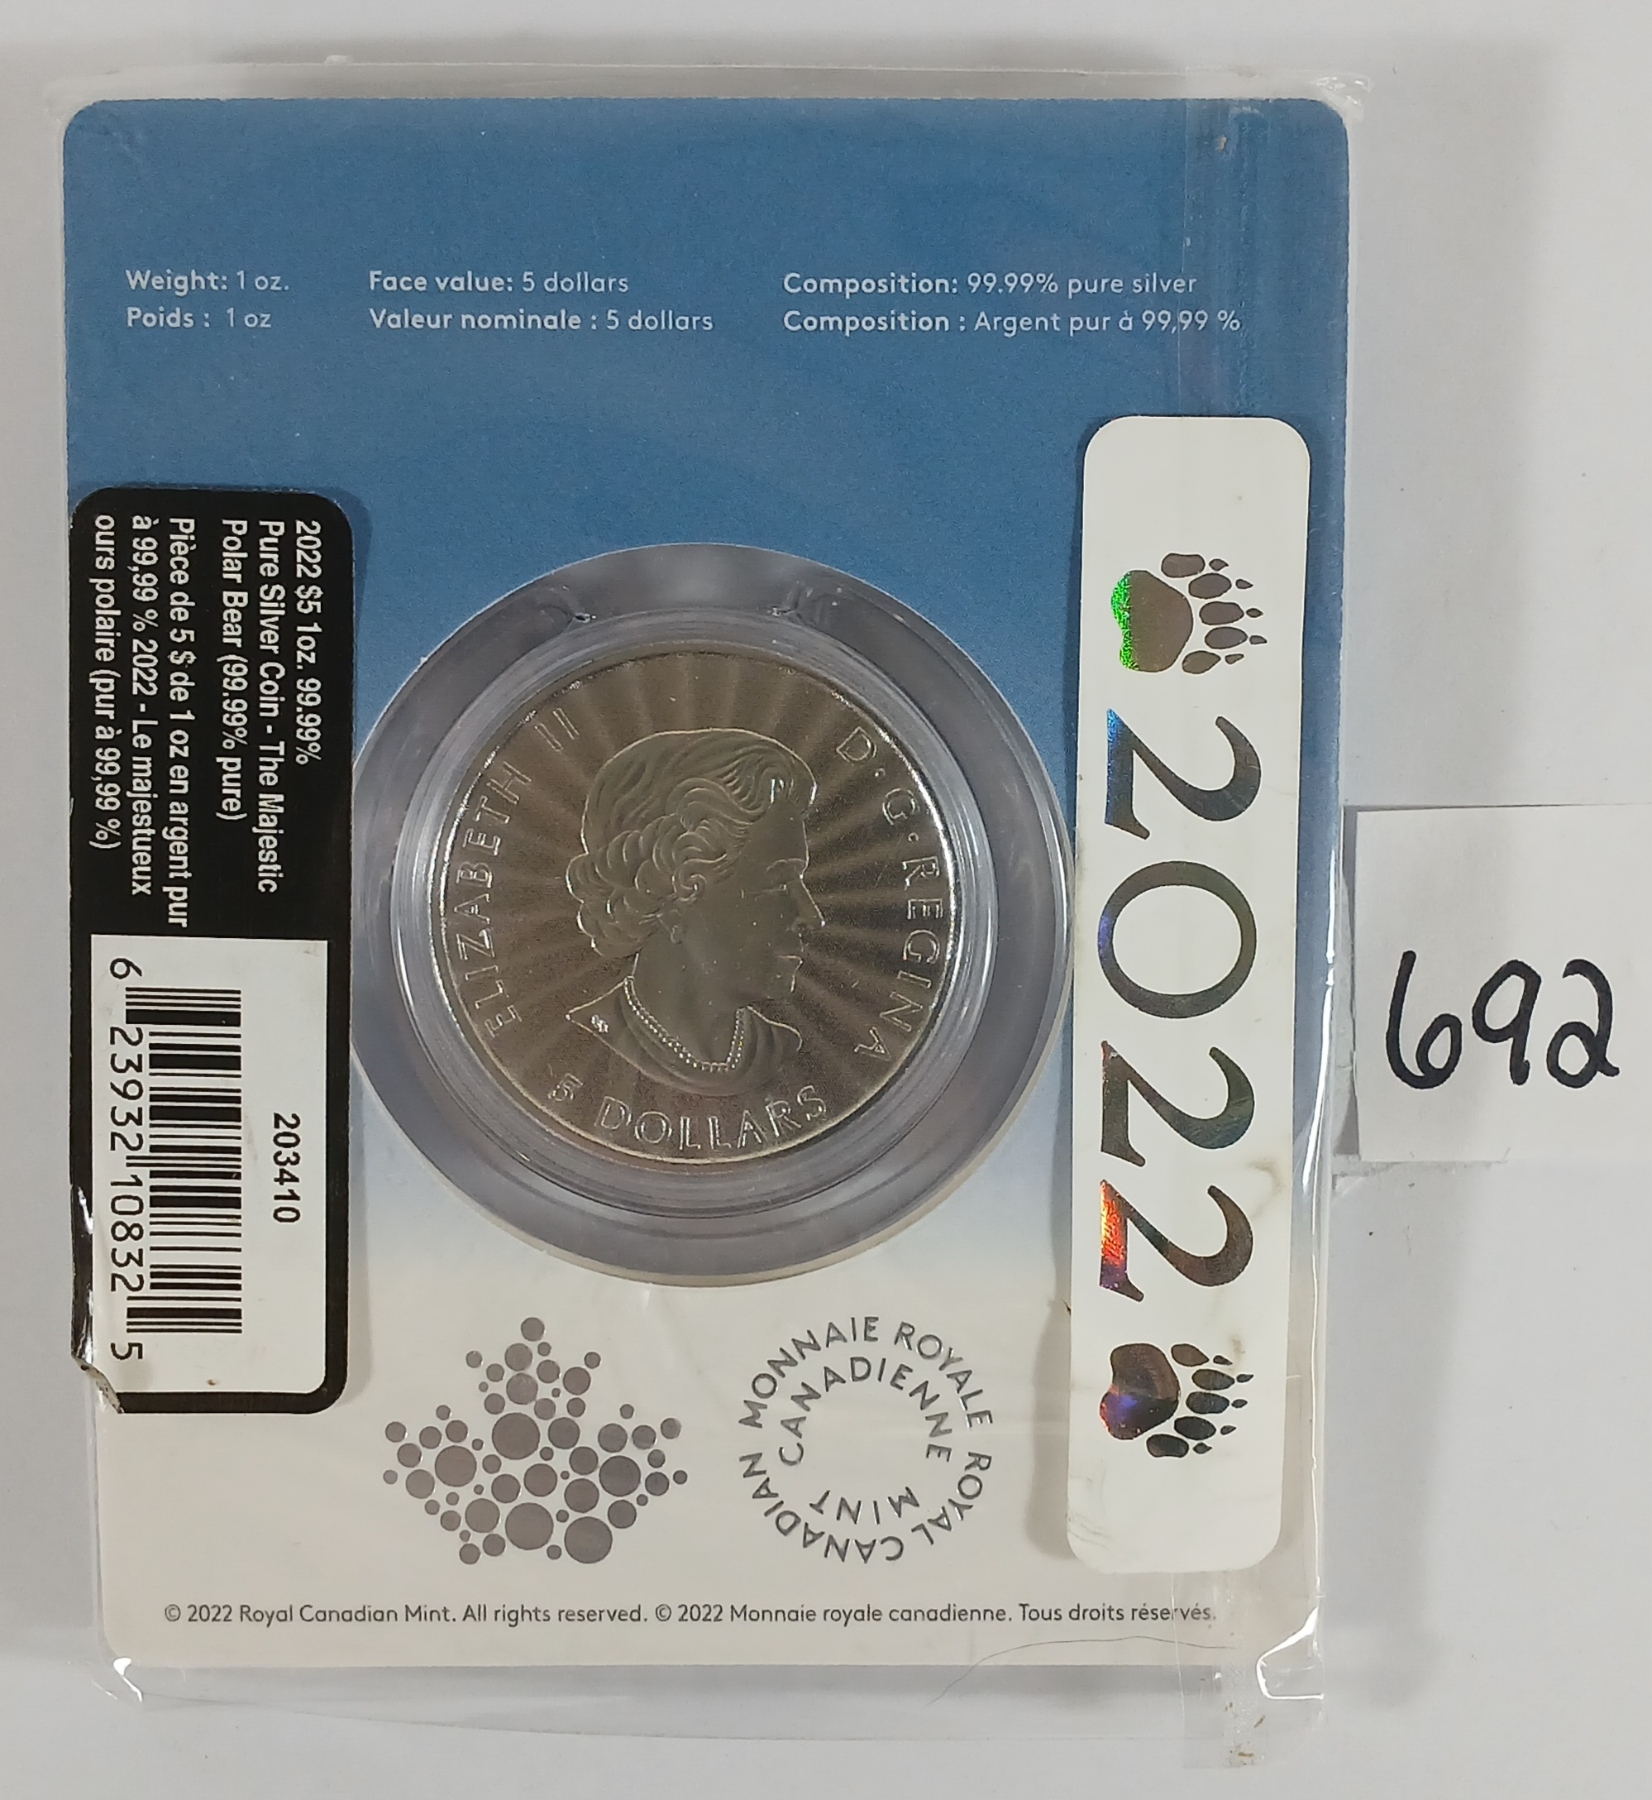 Weight: 1 oz.
Poids : 1 oz
Face value: 5 dollars
Valeur nominale : 5 dollars
Composition: 99.99% pure silver
Composition : Argent pur à 99,99 %
2022 $5 1oz. 99.99%
Pure Silver Coin - The Majestic
Polar Bear (99.99% pure)
Pièce de 5 $ de 1 oz en argent pur
à 99,99 % 2022 - Le majestueux
ours polaire (pur à 99,99 %)
203410
6 23932 10832 5
ELIZABETH II
D·G·REGINA
5 DOLLARS
2022
692
MONNAIE ROYALE
CANADIENNE
ROYAL CANADIAN
MINT
© 2022 Royal Canadian Mint. All rights reserved. © 2022 Monnaie royale canadienne. Tous droits réservés.